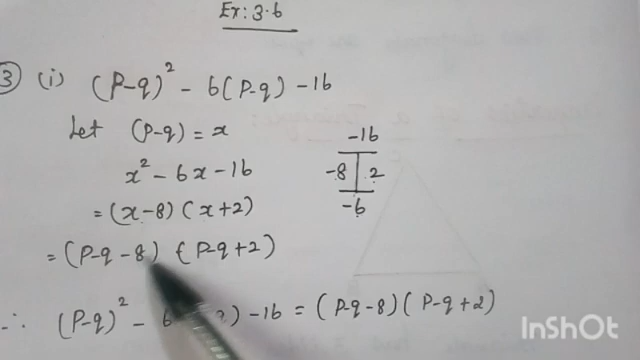 Ex: 3.6
③ (i) (p-q)² - 6(p-q) - 16
Let (p-q) = x
x² - 6x - 16
-16
-8 2
-6
= (x-8) (x+2)
= (p-q-8) (p-q+2)
∴ (p-q)² - 6 ) - 16 = (p-q-8) (p-q+2)
InShOt